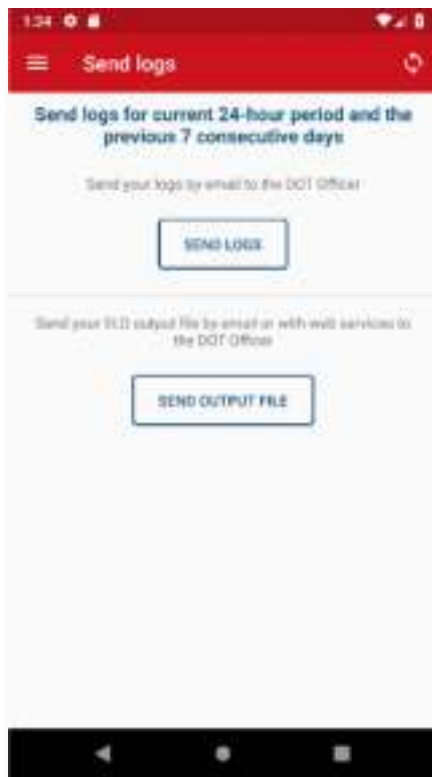 1:34
Send logs
Send logs for current 24-hour period and the
previous 7 consecutive days
Send your logs by email to the DOT Officer
SEND LOGS
Send your ELD output file by email or with web services to
the DOT Officer
SEND OUTPUT FILE